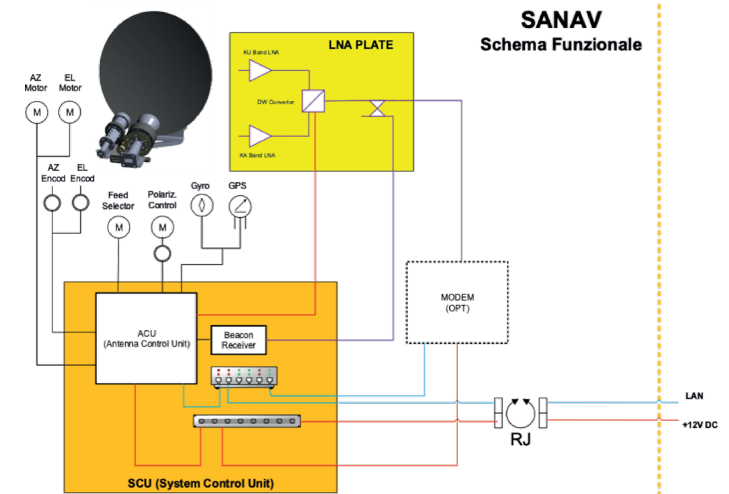 SANAV
Schema Funzionale
LNA PLATE
KU Band LNA
DW Converter
KA Band LNA
AZ
Motor
EL
Motor
M
M
AZ
Encod
EL
Encod
Feed
Selector
M
Polariz.
Control
M
Gyro
GPS
ACU
(Antenna Control Unit)
Beacon
Receiver
MODEM
(OPT)
RJ
LAN
+12V DC
SCU (System Control Unit)